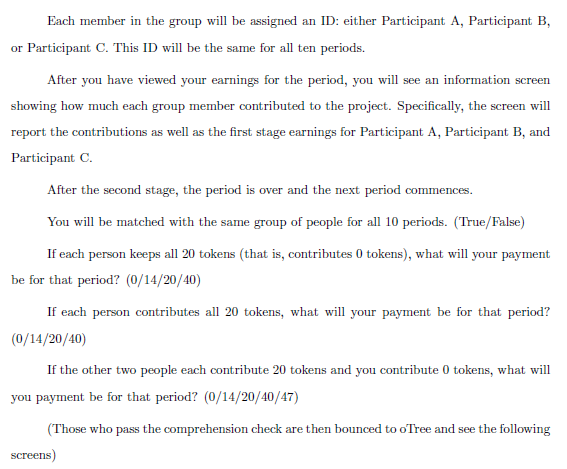 Each member in the group will be assigned an ID: either Participant A, Participant B,
or Participant C. This ID will be the same for all ten periods.
After you have viewed your earnings for the period, you will see an information screen
showing how much each group member contributed to the project. Specifically, the screen will
report the contributions as well as the first stage earnings for Participant A, Participant B, and
Participant C.
After the second stage, the period is over and the next period commences.
You will be matched with the same group of people for all 10 periods. (True/False)
If each person keeps all 20 tokens (that is, contributes 0 tokens), what will your payment
be for that period? (0/14/20/40)
If each person contributes all 20 tokens, what will your payment be for that period?
(0/14/20/40)
If the other two people each contribute 20 tokens and you contribute 0 tokens, what will
you payment be for that period? (0/14/20/40/47)
(Those who pass the comprehension check are then bounced to oTree and see the following
screens)